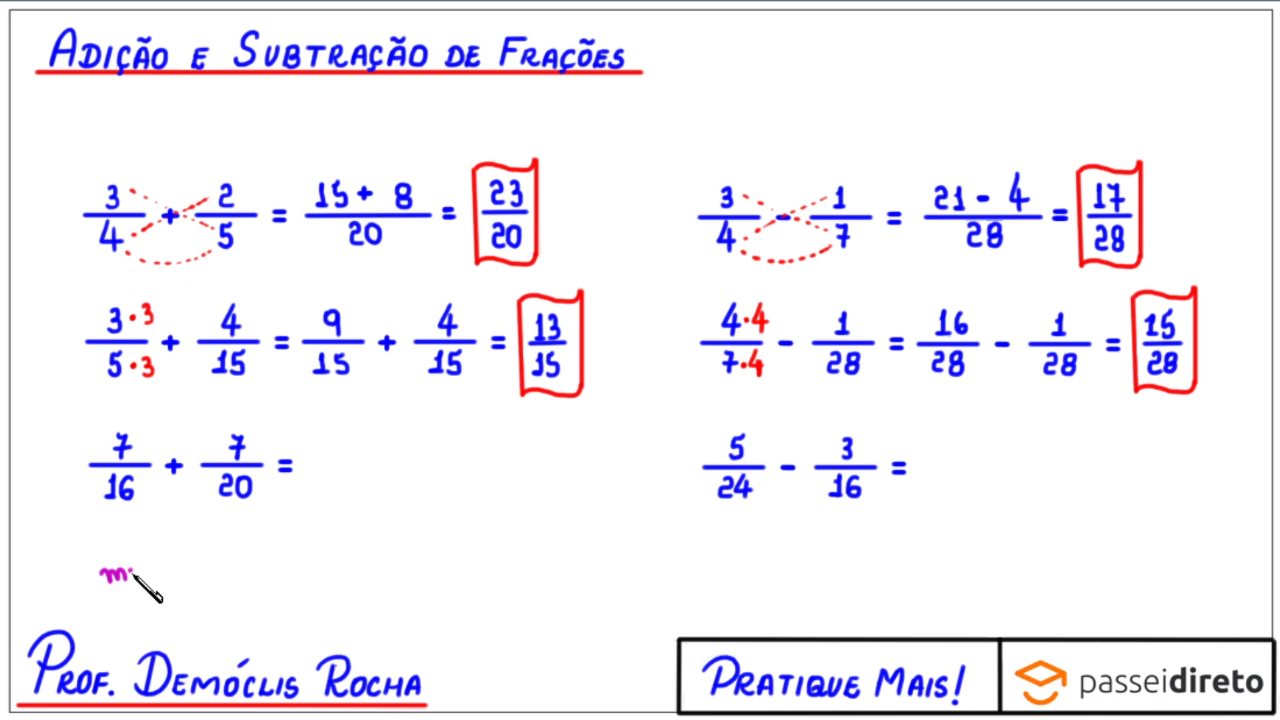 ADIÇÃO E SUBTRAÇÃO DE FRAÇÕES
3/4 + 2/5 = 15 + 8/20 = 23/20
3/4 - 1/7 = 21 - 4/28 = 17/28
3·3/5·3 + 4/15 = 9/15 + 4/15 = 13/15
4·4/7·4 - 1/28 = 16/28 - 1/28 = 15/28
7/16 + 7/20 =
5/24 - 3/16 =
m·
PROF. DEMÓCLIS ROCHA
PRATIQUE MAIS!
passeidireto